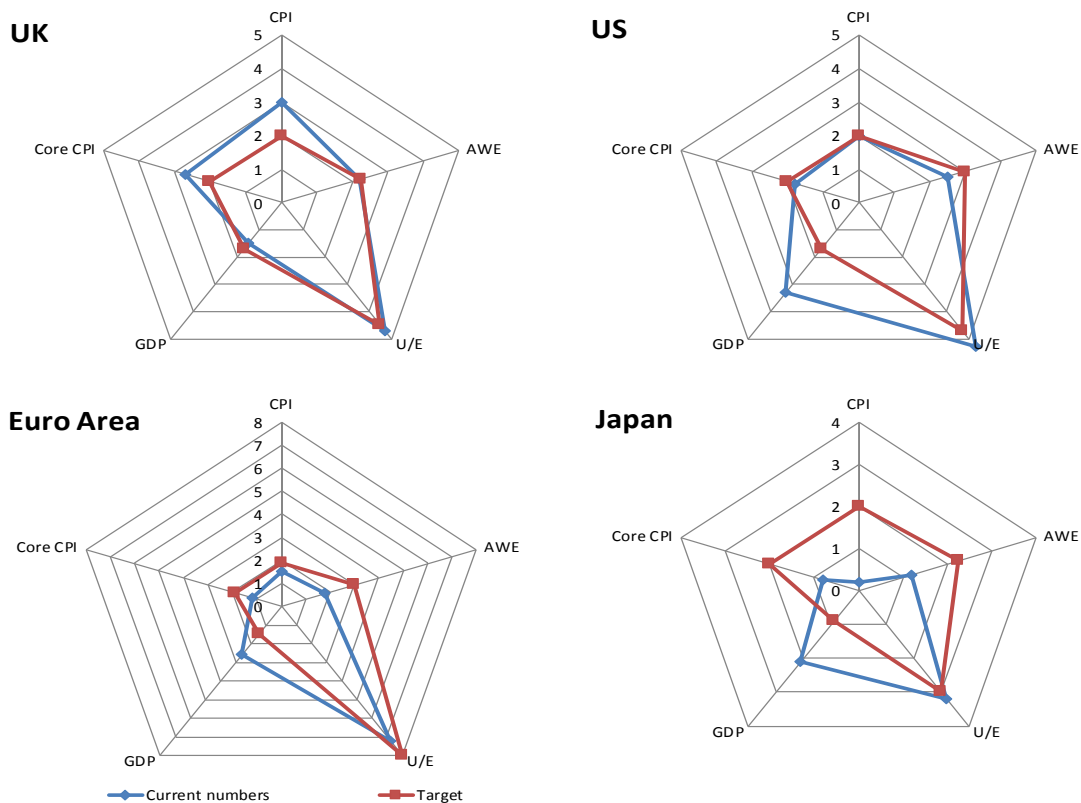 UK
CPI
5
4
3
2
1
0
AWE
U/E
GDP
Core CPI
US
CPI
5
4
3
2
1
0
AWE
U/E
GDP
Core CPI
Euro Area
CPI
8
7
6
5
4
3
2
1
0
AWE
U/E
GDP
Core CPI
Japan
CPI
4
3
2
1
0
AWE
U/E
GDP
Core CPI
Current numbers
Target